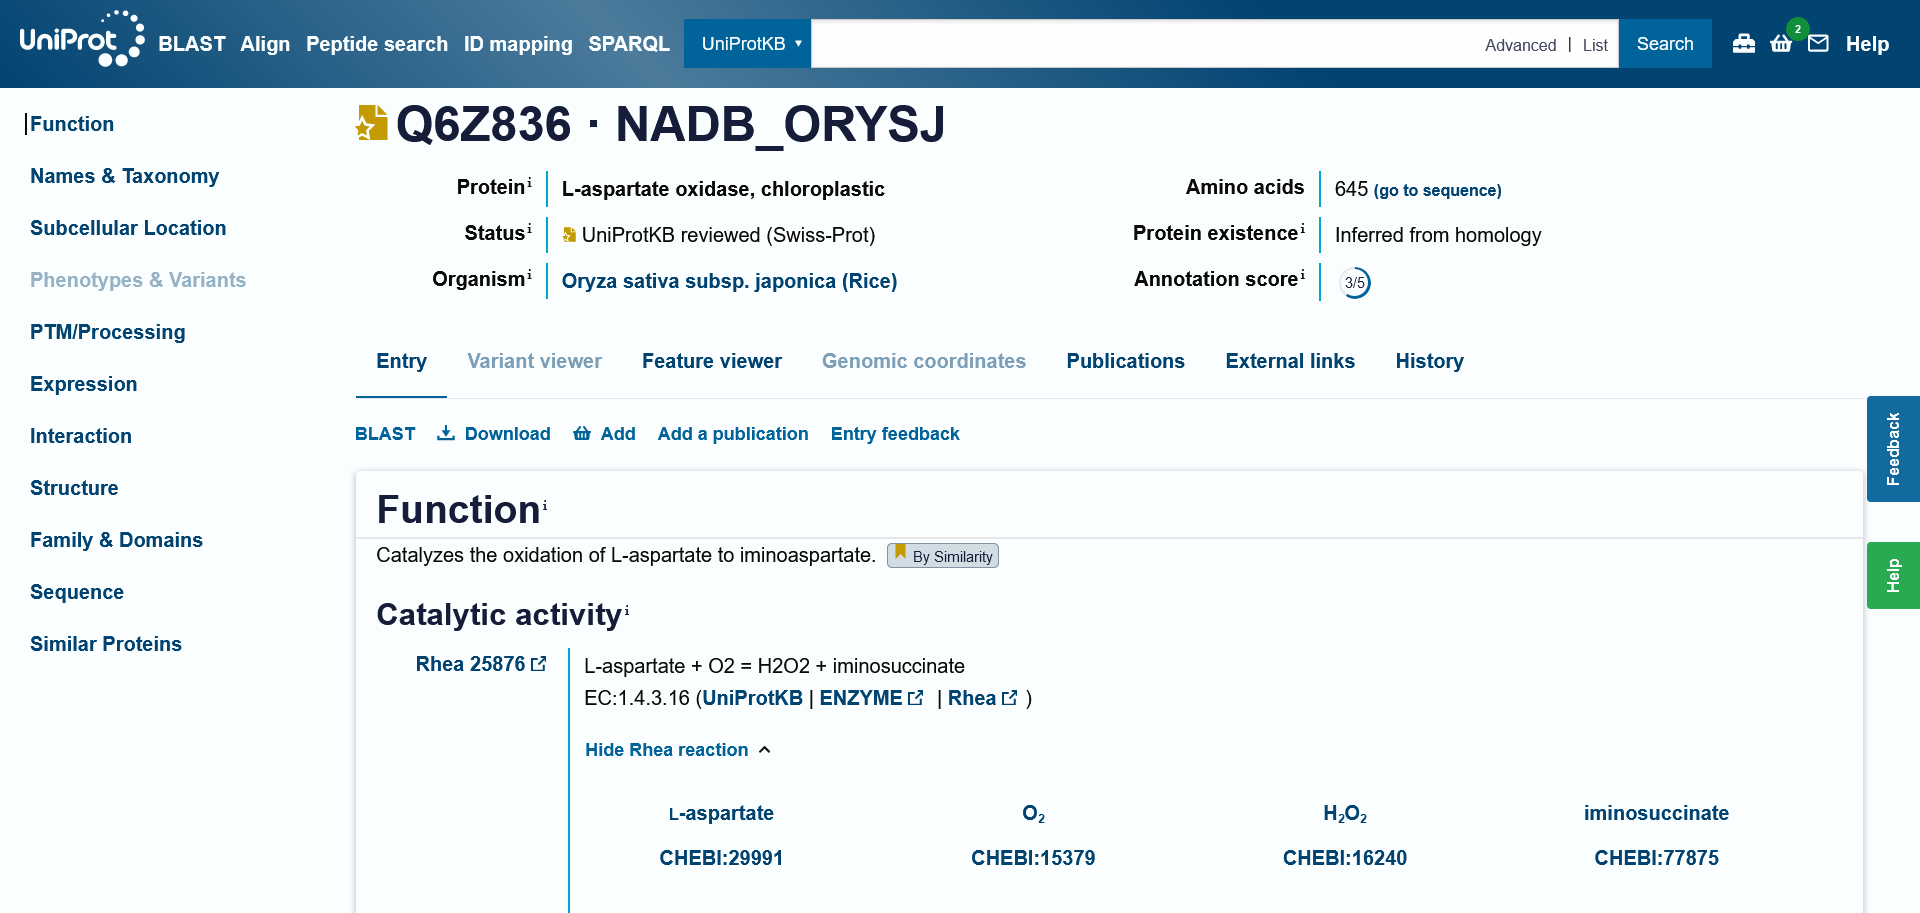 UniProt BLAST Align Peptide search ID mapping SPARQL UniProtKB Advanced | List Search 2 Help
Function
Names & Taxonomy
Subcellular Location
Phenotypes & Variants
PTM/Processing
Expression
Interaction
Structure
Family & Domains
Sequence
Similar Proteins
Q6Z836 · NADB_ORYSJ
Protein i L-aspartate oxidase, chloroplastic
Status i UniProtKB reviewed (Swiss-Prot)
Organism i Oryza sativa subsp. japonica (Rice)
Amino acids 645 (go to sequence)
Protein existence i Inferred from homology
Annotation score i 3/5
Entry Variant viewer Feature viewer Genomic coordinates Publications External links History
BLAST Download Add Add a publication Entry feedback
Function i
Catalyzes the oxidation of L-aspartate to iminoaspartate. By Similarity
Catalytic activity i
Rhea 25876 L-aspartate + O2 = H2O2 + iminosuccinate
EC:1.4.3.16 (UniProtKB | ENZYME | Rhea )
Hide Rhea reaction
L-aspartate O₂ H₂O₂ iminosuccinate
CHEBI:29991 CHEBI:15379 CHEBI:16240 CHEBI:77875
Feedback
Help